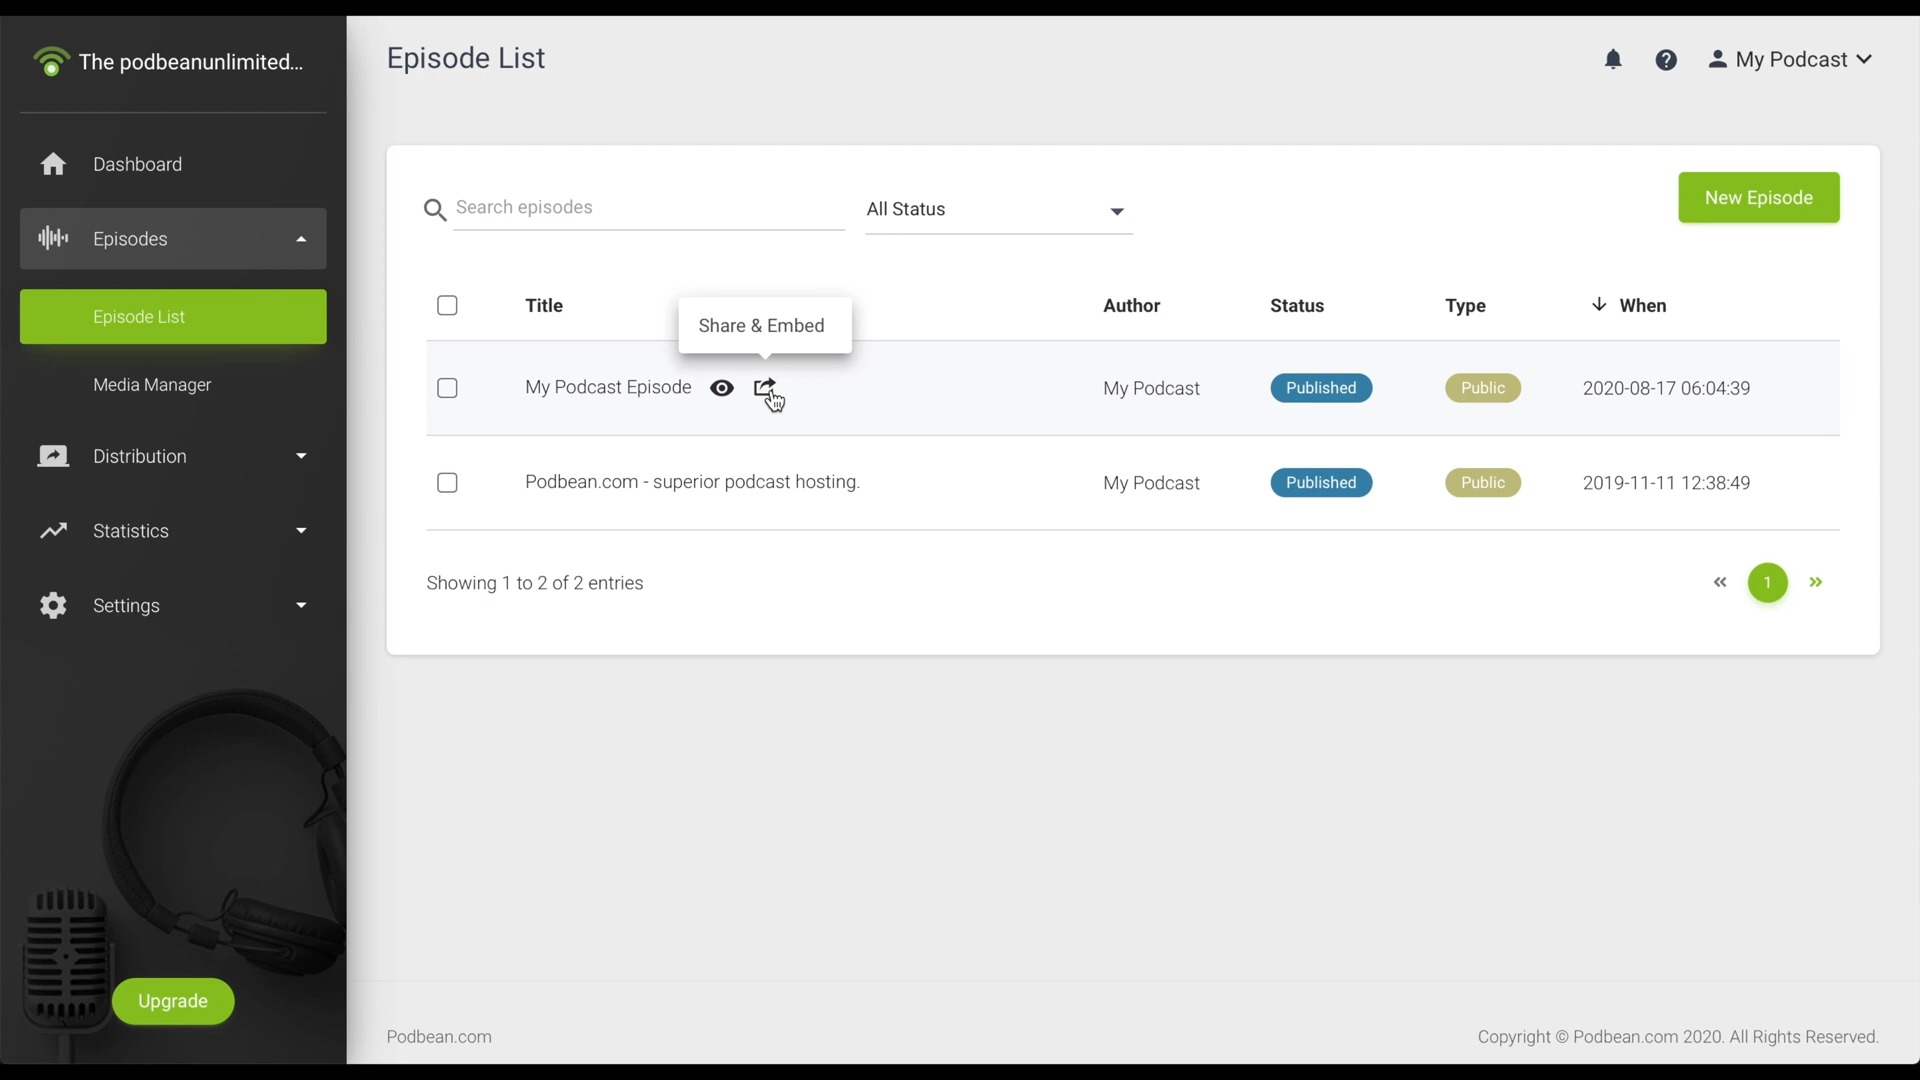 The podbeanunlimited...
Episode List
My Podcast
Dashboard
Episodes
Episode List
Media Manager
Distribution
Statistics
Settings
Upgrade
Search episodes
All Status
New Episode
Title
Author
Status
Type
When
Share & Embed
My Podcast Episode
My Podcast
Published
Public
2020-08-17 06:04:39
Podbean.com - superior podcast hosting.
My Podcast
Published
Public
2019-11-11 12:38:49
Showing 1 to 2 of 2 entries
« 1 »
Podbean.com
Copyright © Podbean.com 2020. All Rights Reserved.